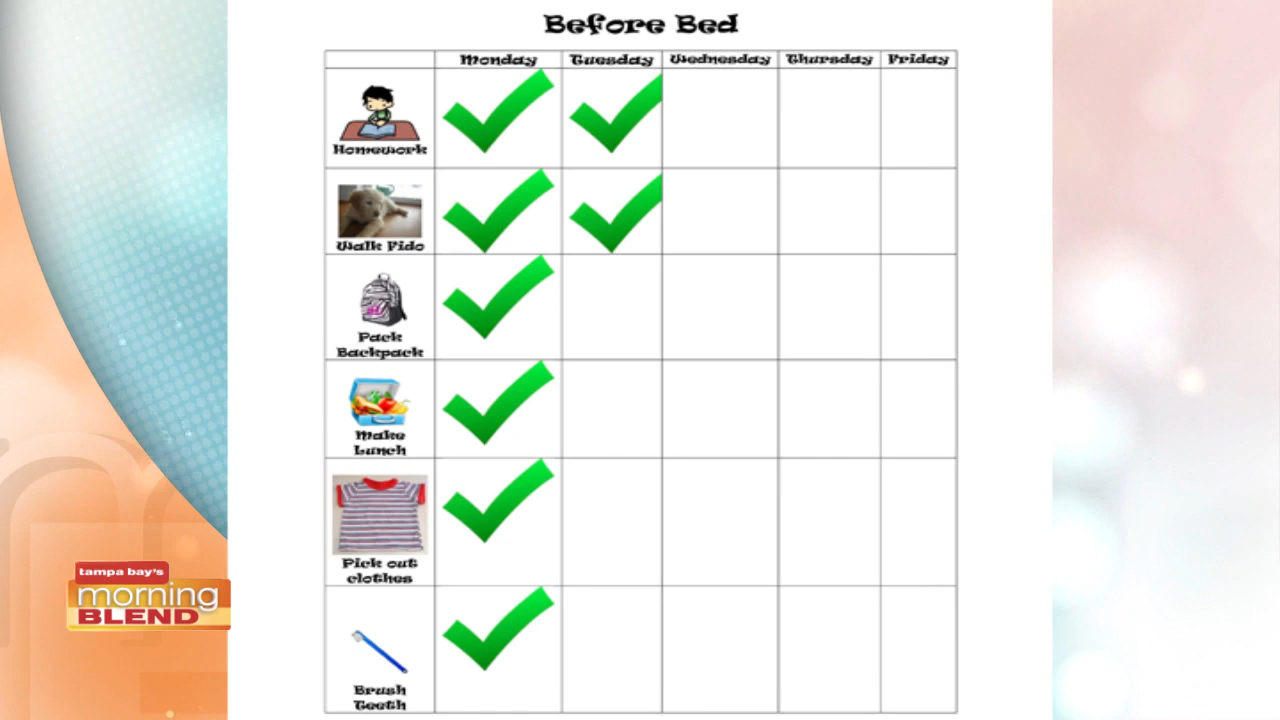 Before Bed
Monday Tuesday Wednesday Thursday Friday
Homework
Walk Fido
Pack
Backpack
Make
Lunch
Pick out
clothes
Brush
Teeth
tampa bay's
morning
BLEND